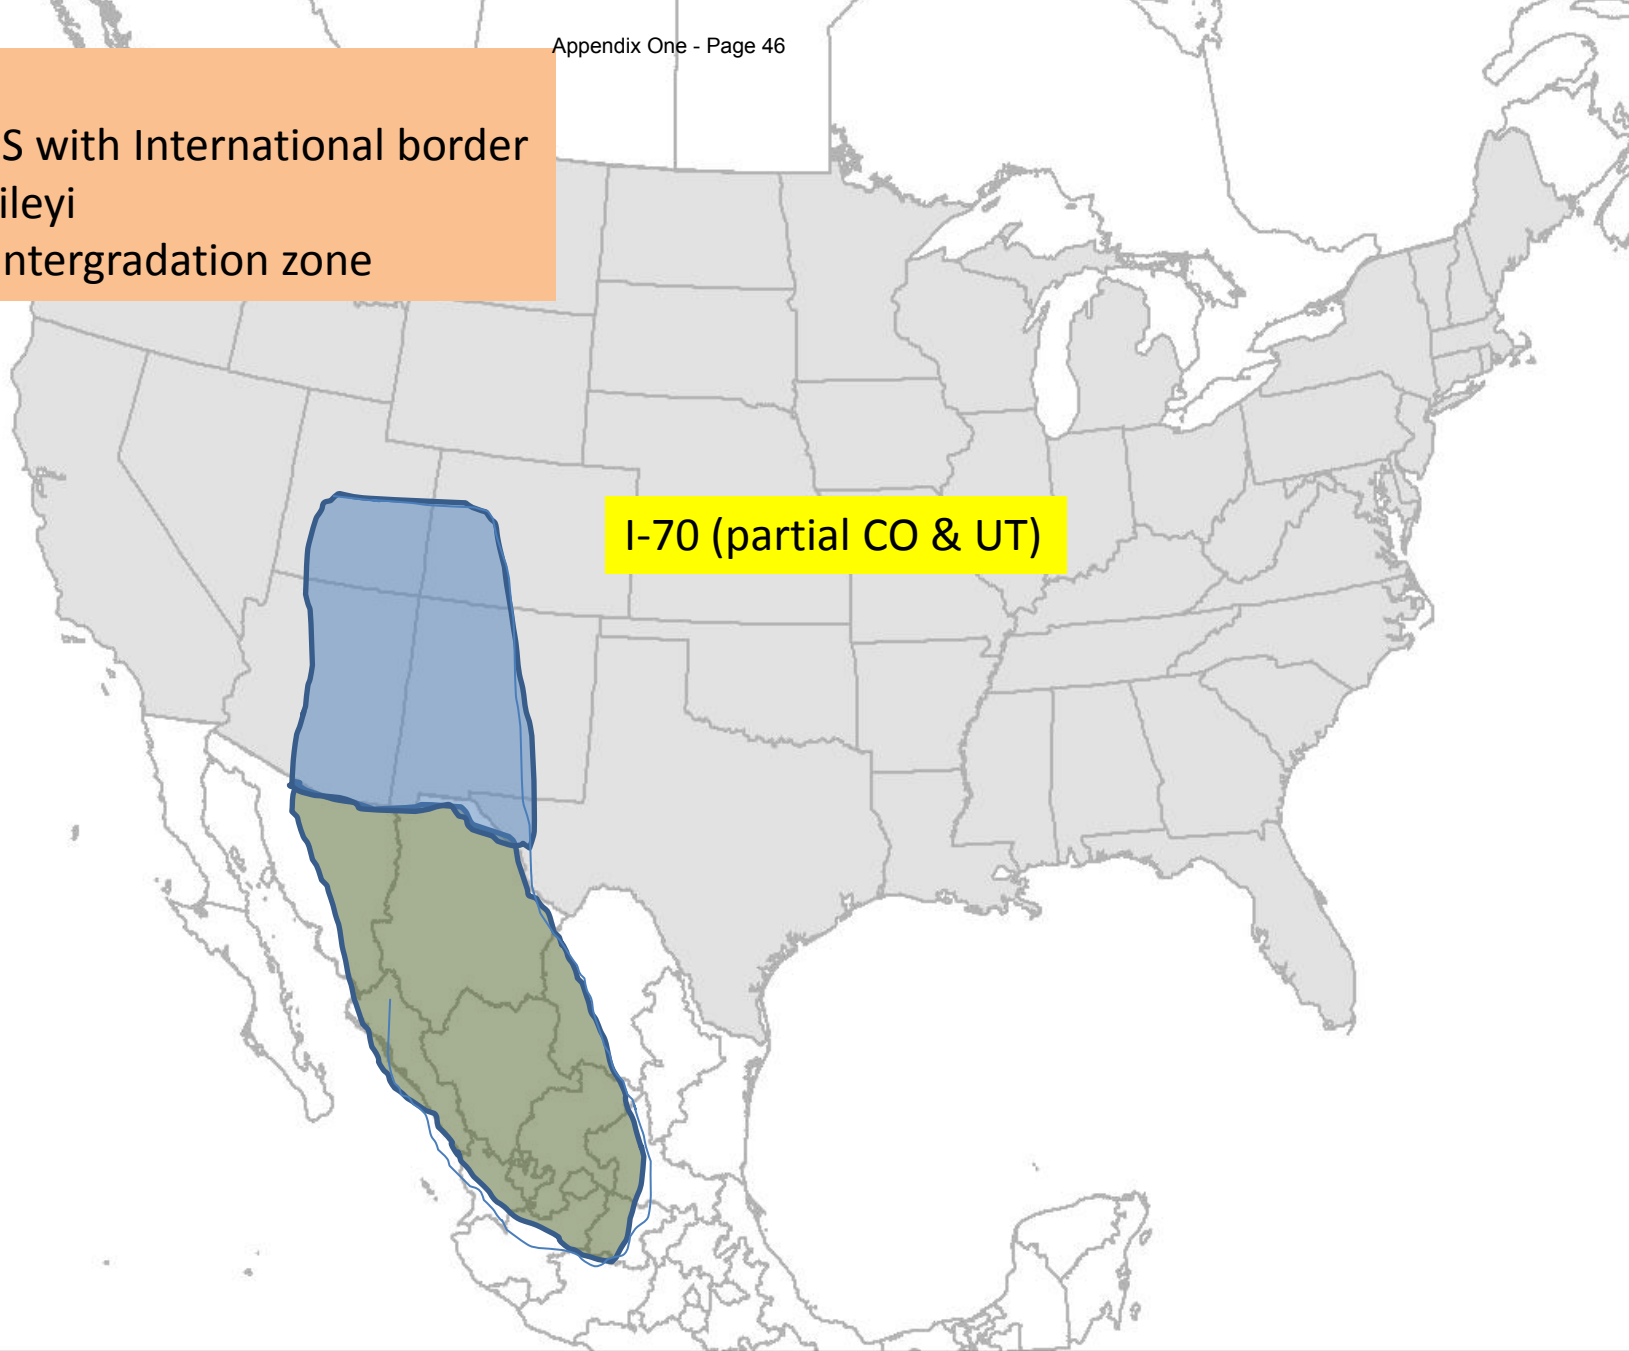 Appendix One - Page 46
S with International border
ileyi
ntergradation zone
I-70 (partial CO & UT)